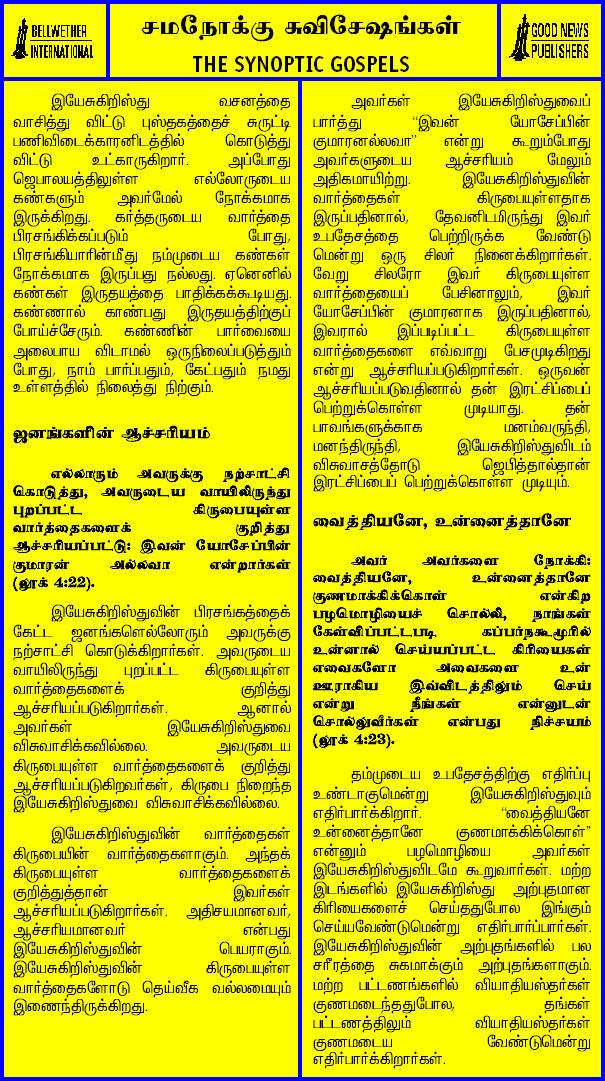 BELLWETHER
INTERNATIONAL
சமநோக்கு சுவிசேஷங்கள்
THE SYNOPTIC GOSPELS
GOOD NEWS
PUBLISHERS
இயேசுகிறிஸ்து வசனத்தை
வாசித்து விட்டு புஸ்தகத்தைச் சுருட்டி
பணிவிடைக்காரனிடத்தில் கொடுத்து
விட்டு உட்காருகிறார். அப்போது
ஜெபாலயத்திலுள்ள எல்லோருடைய
கண்களும் அவர்மேல் நோக்கமாக
இருக்கிறது. கர்த்தருடைய வார்த்தை
பிரசங்கிக்கப்படும் போது,
பிரசங்கியாரின்மீது நம்முடைய கண்கள்
நோக்கமாக இருப்பது நல்லது. ஏனெனில்
கண்கள் இருதயத்தை பாதிக்கக்கூடியது.
கண்ணால் காண்பது இருதயத்திற்குப்
போய்ச்சேரும். கண்ணின் பார்வையை
அலைபாய விடாமல் ஒருநிலைப்படுத்தும்
போது, நாம் பார்ப்பதும், கேட்பதும் நமது
உள்ளத்தில் நிலைத்து நிற்கும்.
ஜனங்களின் ஆச்சரியம்
எல்லாரும் அவருக்கு நற்சாட்சி
கொடுத்து, அவருடைய வாயிலிருந்து
புறப்பட்ட கிருபையுள்ள
வார்த்தைகளைக் குறித்து
ஆச்சரியப்பட்டு: இவன் யோசேப்பின்
குமாரன் அல்லவா என்றார்கள்
(லூக் 4:22).
இயேசுகிறிஸ்துவின் பிரசங்கத்தைக்
கேட்ட ஜனங்களெல்லோரும் அவருக்கு
நற்சாட்சி கொடுக்கிறார்கள். அவருடைய
வாயிலிருந்து புறப்பட்ட கிருபையுள்ள
வார்த்தைகளைக் குறித்து
ஆச்சரியப்படுகிறார்கள். ஆனால்
அவர்கள் இயேசுகிறிஸ்துவை
விசுவாசிக்கவில்லை. அவருடைய
கிருபையுள்ள வார்த்தைகளைக் குறித்து
ஆச்சரியப்படுகிறவர்கள், கிருபை நிறைந்த
இயேசுகிறிஸ்துவை விசுவாசிக்கவில்லை.
இயேசுகிறிஸ்துவின் வார்த்தைகள்
கிருபையின் வார்த்தைகளாகும். அந்தக்
கிருபையுள்ள வார்த்தைகளைக்
குறித்துத்தான் இவர்கள்
ஆச்சரியப்படுகிறார்கள். அதிசயமானவர்,
ஆச்சரியமானவர் என்பது
இயேசுகிறிஸ்துவின் பெயராகும்.
இயேசுகிறிஸ்துவின் கிருபையுள்ள
வார்த்தைகளோடு தெய்வீக வல்லமையும்
இணைந்திருக்கிறது.
அவர்கள் இயேசுகிறிஸ்துவைப்
பார்த்து “இவன் யோசேப்பின்
குமாரனல்லவா” என்று கூறும்போது
அவர்களுடைய ஆச்சரியம் மேலும்
அதிகமாயிற்று. இயேசுகிறிஸ்துவின்
வார்த்தைகள் கிருபையுள்ளதாக
இருப்பதினால், தேவனிடமிருந்து இவர்
உபதேசத்தை பெற்றிருக்க வேண்டு
மென்று ஒரு சிலர் நினைக்கிறார்கள்.
வேறு சிலரோ இவர் கிருபையுள்ள
வார்த்தையைப் பேசினாலும், இவர்
யோசேப்பின் குமாரனாக இருப்பதினால்,
இவரால் இப்படிப்பட்ட கிருபையுள்ள
வார்த்தைகளை எவ்வாறு பேசமுடிகிறது
என்று ஆச்சரியப்படுகிறார்கள். ஒருவன்
ஆச்சரியப்படுவதினால் தன் இரட்சிப்பைப்
பெற்றுக்கொள்ள முடியாது. தன்
பாவங்களுக்காக மனம்வருந்தி,
மனந்திருந்தி, இயேசுகிறிஸ்துவிடம்
விசுவாசத்தோடு ஜெபித்தால்தான்
இரட்சிப்பைப் பெற்றுக்கொள்ள முடியும்.
வைத்தியனே, உன்னைத்தானே
அவர் அவர்களை நோக்கி:
வைத்தியனே, உன்னைத்தானே
குணமாக்கிக்கொள் என்கிற
பழமொழியைச் சொல்லி, நாங்கள்
கேள்விப்பட்டபடி. கப்பர்நகூமூரில்
உன்னால் செய்யப்பட்ட கிரியைகள்
எவைகளோ அவைகளை உன்
ஊராகிய இவ்விடத்திலும் செய்
என்று நீங்கள் என்னுடன்
சொல்லுவீர்கள் என்பது நிச்சயம்
(லூக் 4:23).
தம்முடைய உபதேசத்திற்கு எதிர்ப்பு
உண்டாகுமென்று இயேசுகிறிஸ்துவும்
எதிர்பார்க்கிறார். “வைத்தியனே
உன்னைத்தானே குணமாக்கிக்கொள்”
என்னும் பழமொழியை அவர்கள்
இயேசுகிறிஸ்துவிடமே கூறுவார்கள். மற்ற
இடங்களில் இயேசுகிறிஸ்து அற்புதமான
கிரியைகளைச் செய்ததுபோல இங்கும்
செய்யவேண்டுமென்று எதிர்பார்ப்பார்கள்.
இயேசுகிறிஸ்துவின் அற்புதங்களில் பல
சரீரத்தை சுகமாக்கும் அற்புதங்களாகும்.
மற்ற பட்டணங்களில் வியாதியஸ்தர்கள்
குணமடைந்ததுபோல, தங்கள்
பட்டணத்திலும் வியாதியஸ்தர்கள்
குணமடைய வேண்டுமென்று
எதிர்பார்க்கிறார்கள்.